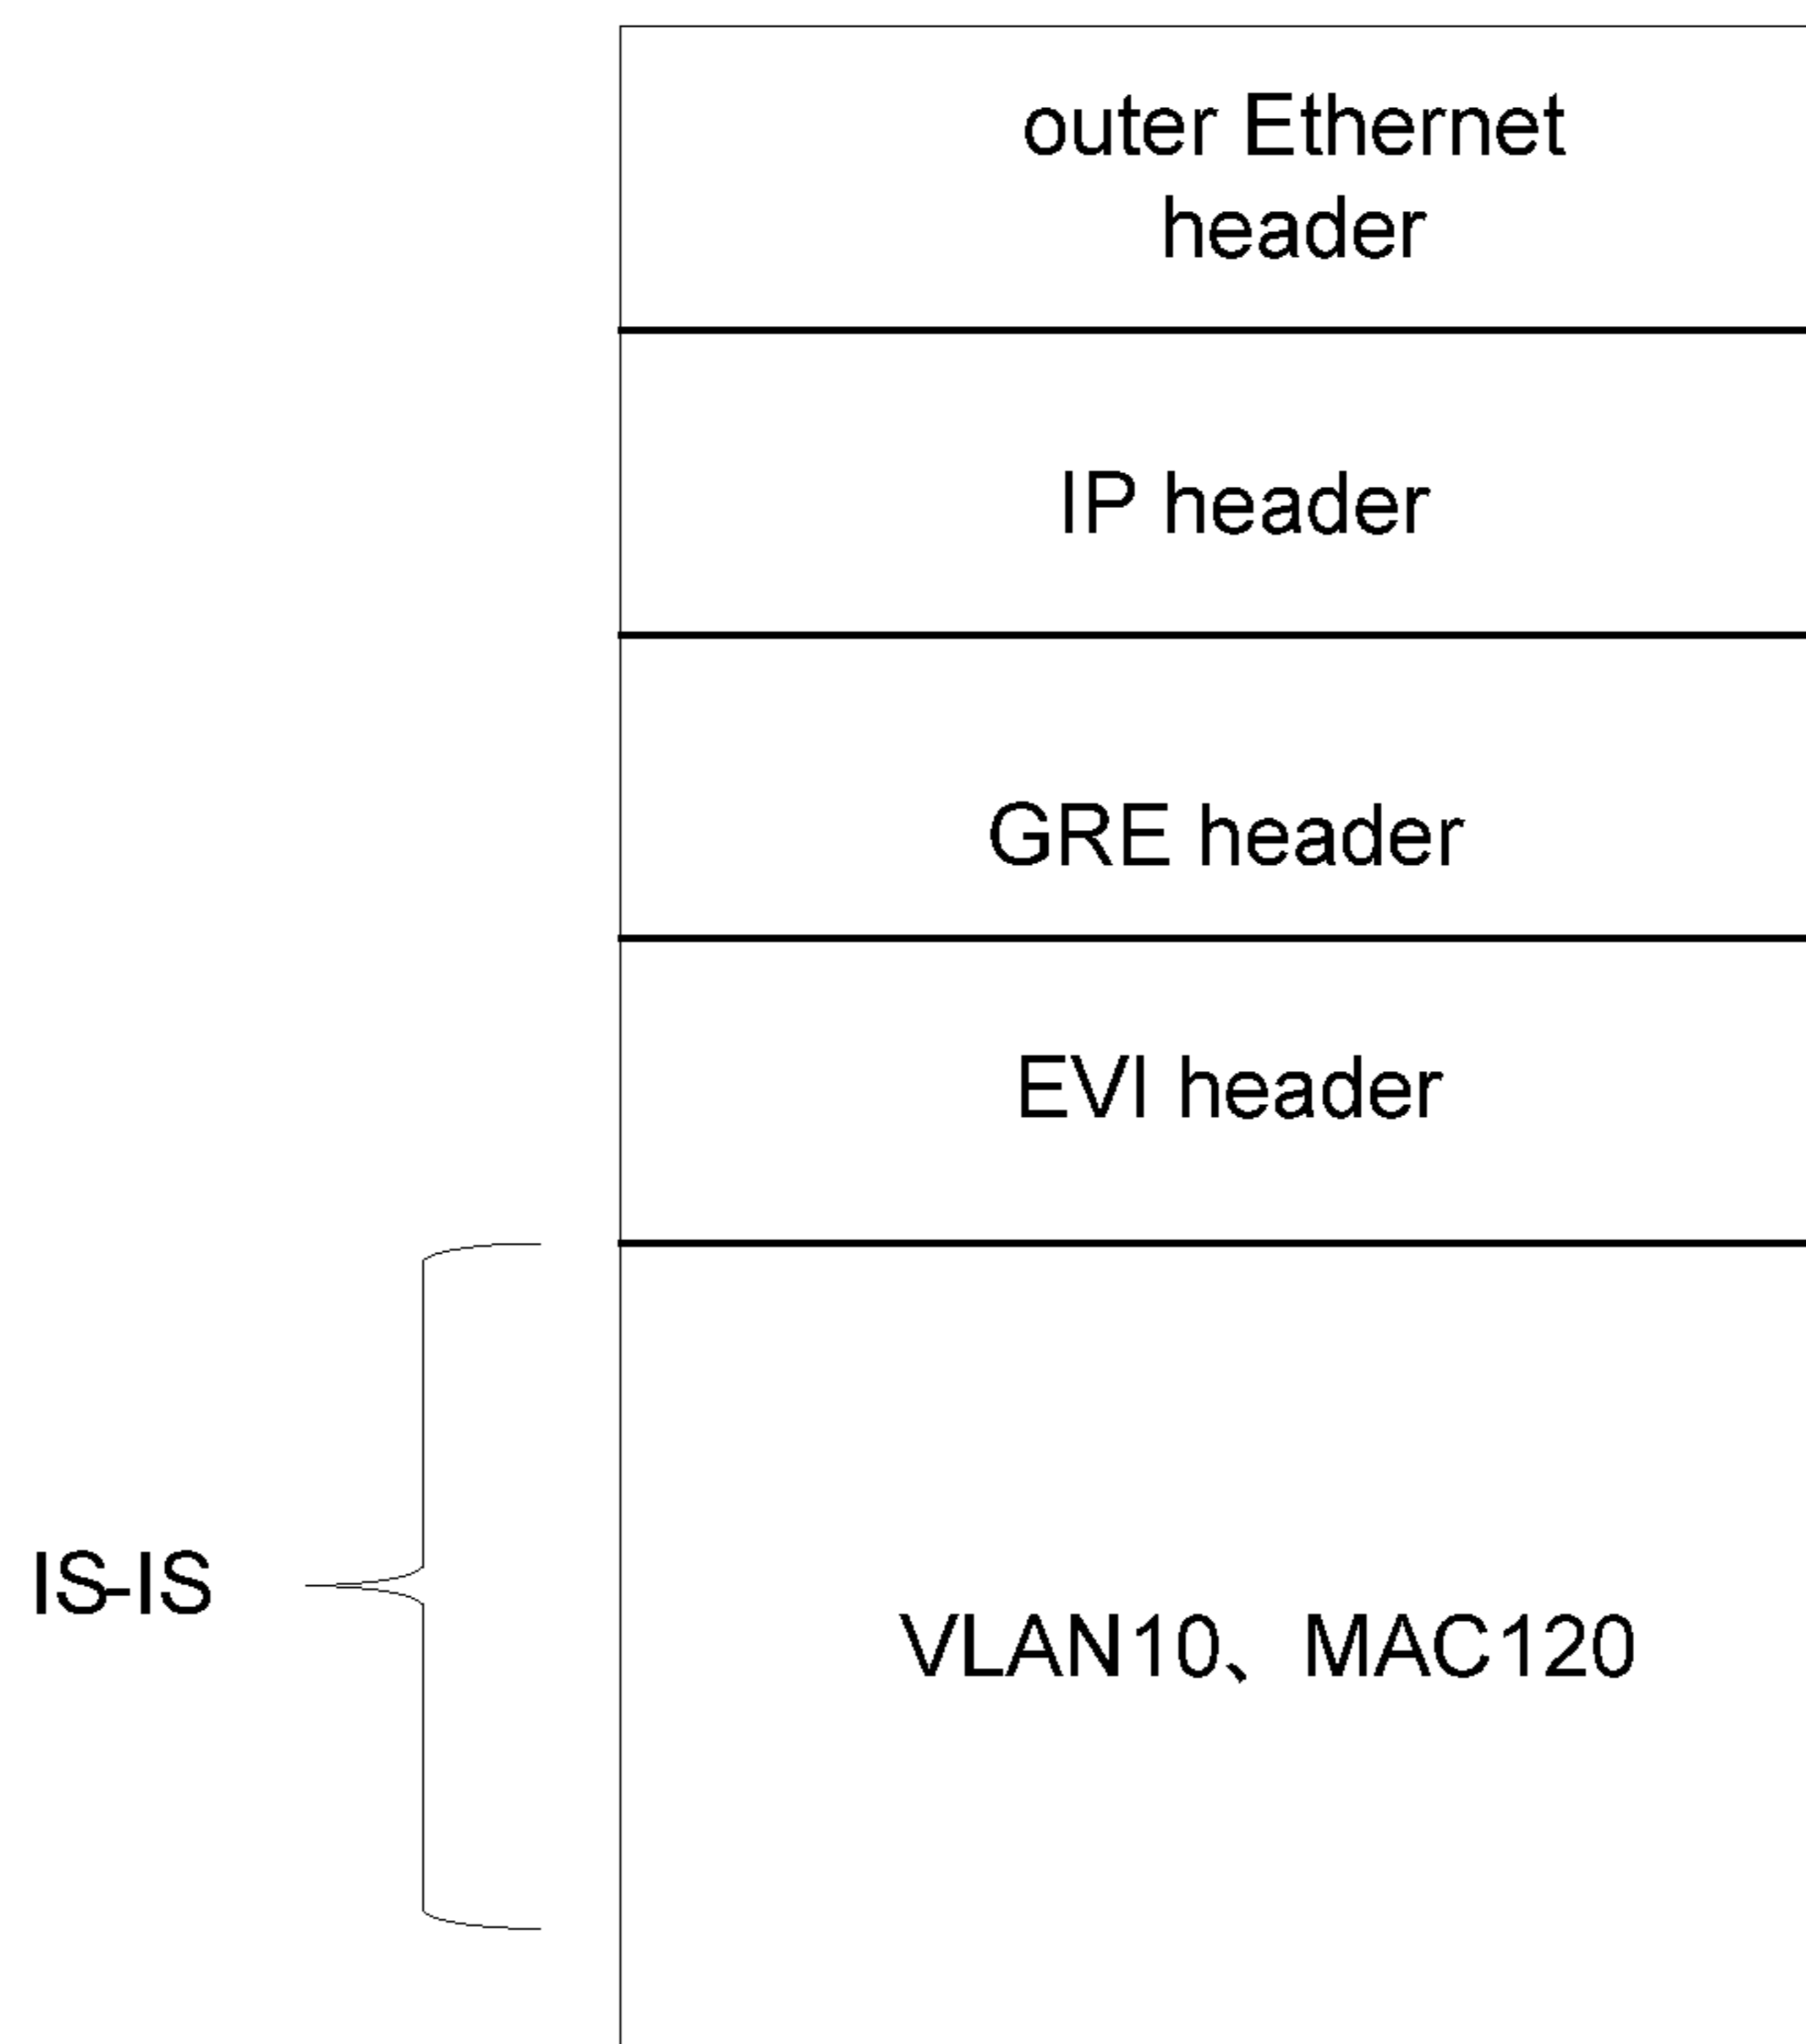 outer Ethernet
header
IP header
GRE header
EVI header
IS-IS
VLAN10、MAC120